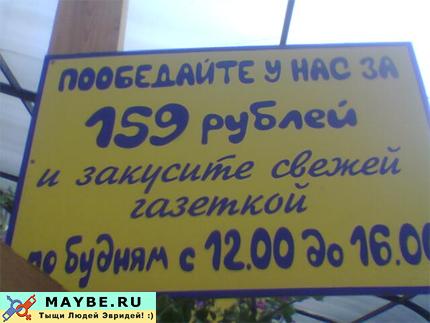 ПООБЕДАЙТЕ У НАС ЗА
159 рублей
и закусите свежей
газеткой
по будням с 12.00 до 16.00
MAYBE.RU
Тыщи Людей Эвридей! :)